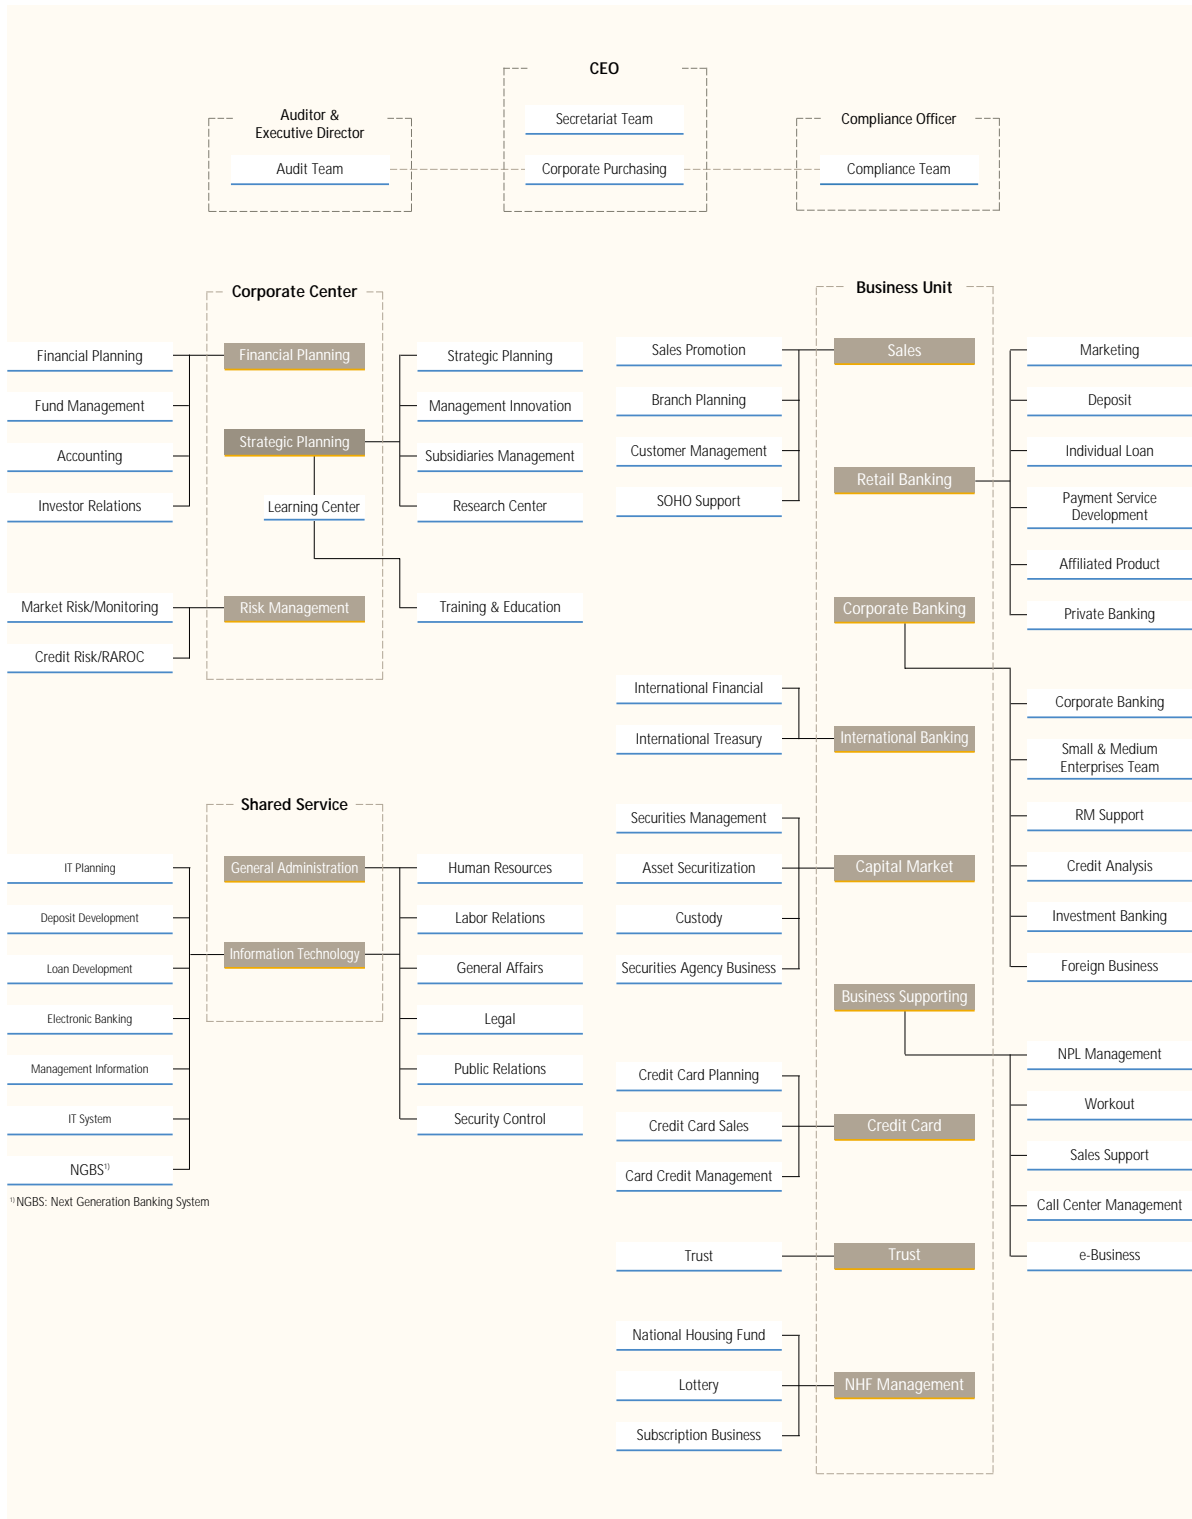 CEO
Secretariat Team
Corporate Purchasing
Auditor &
Executive Director
Audit Team
Compliance Officer
Compliance Team
Corporate Center
Financial Planning
Financial Planning
Fund Management
Accounting
Investor Relations
Strategic Planning
Strategic Planning
Management Innovation
Subsidiaries Management
Research Center
Learning Center
Training & Education
Risk Management
Market Risk/Monitoring
Credit Risk/RAROC
Shared Service
General Administration
Information Technology
IT Planning
Deposit Development
Loan Development
Electronic Banking
Management Information
IT System
NGBS1)
1) NGBS: Next Generation Banking System
Human Resources
Labor Relations
General Affairs
Legal
Public Relations
Security Control
Business Unit
Sales
Sales Promotion
Branch Planning
Customer Management
SOHO Support
Retail Banking
Marketing
Deposit
Individual Loan
Payment Service
Development
Affiliated Product
Private Banking
Corporate Banking
Corporate Banking
Small & Medium
Enterprises Team
RM Support
Credit Analysis
Investment Banking
Foreign Business
International Banking
International Financial
International Treasury
Capital Market
Securities Management
Asset Securitization
Custody
Securities Agency Business
Business Supporting
NPL Management
Workout
Sales Support
Call Center Management
e-Business
Credit Card
Credit Card Planning
Credit Card Sales
Card Credit Management
Trust
Trust
NHF Management
National Housing Fund
Lottery
Subscription Business